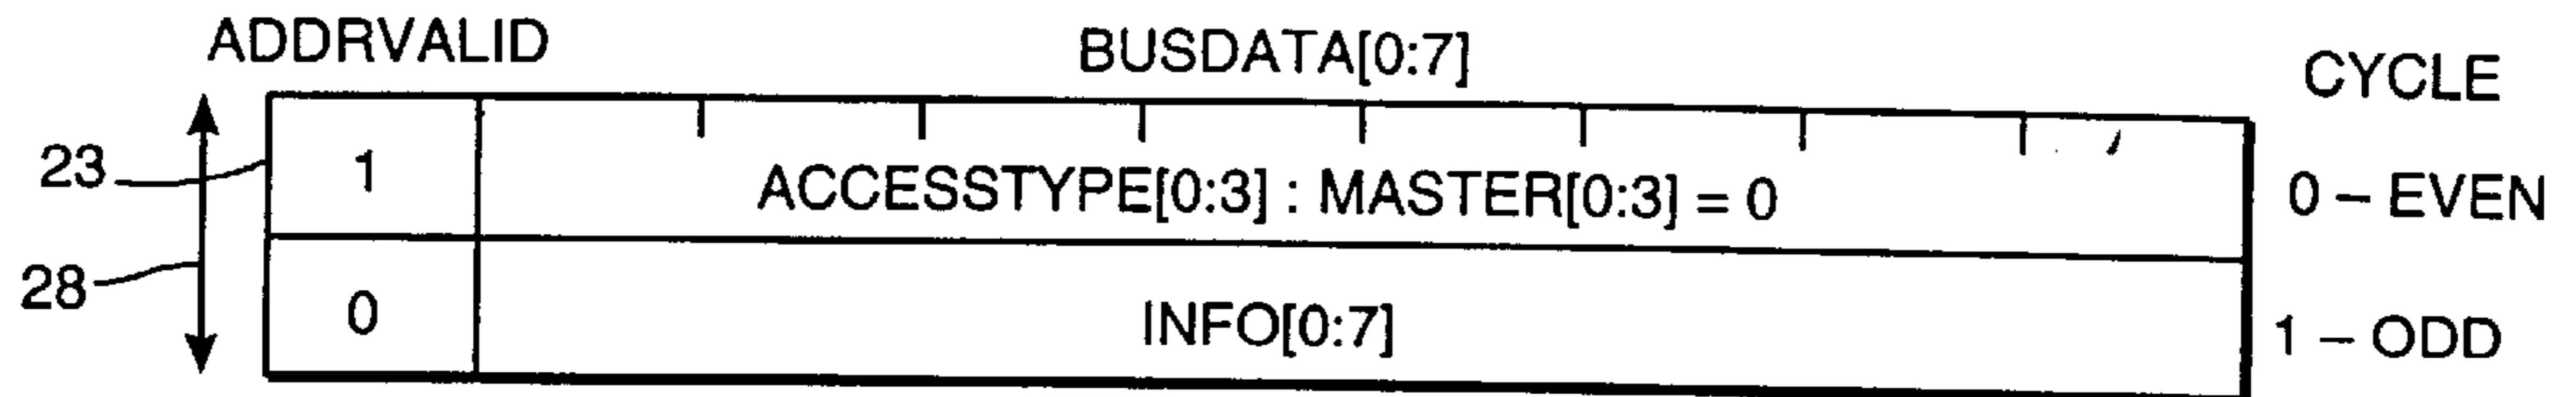 ADDRVALID BUSDATA[0:7] CYCLE
23 1 ACCESSTYPE[0:3] : MASTER[0:3] = 0 0 – EVEN
28 0 INFO[0:7] 1 – ODD